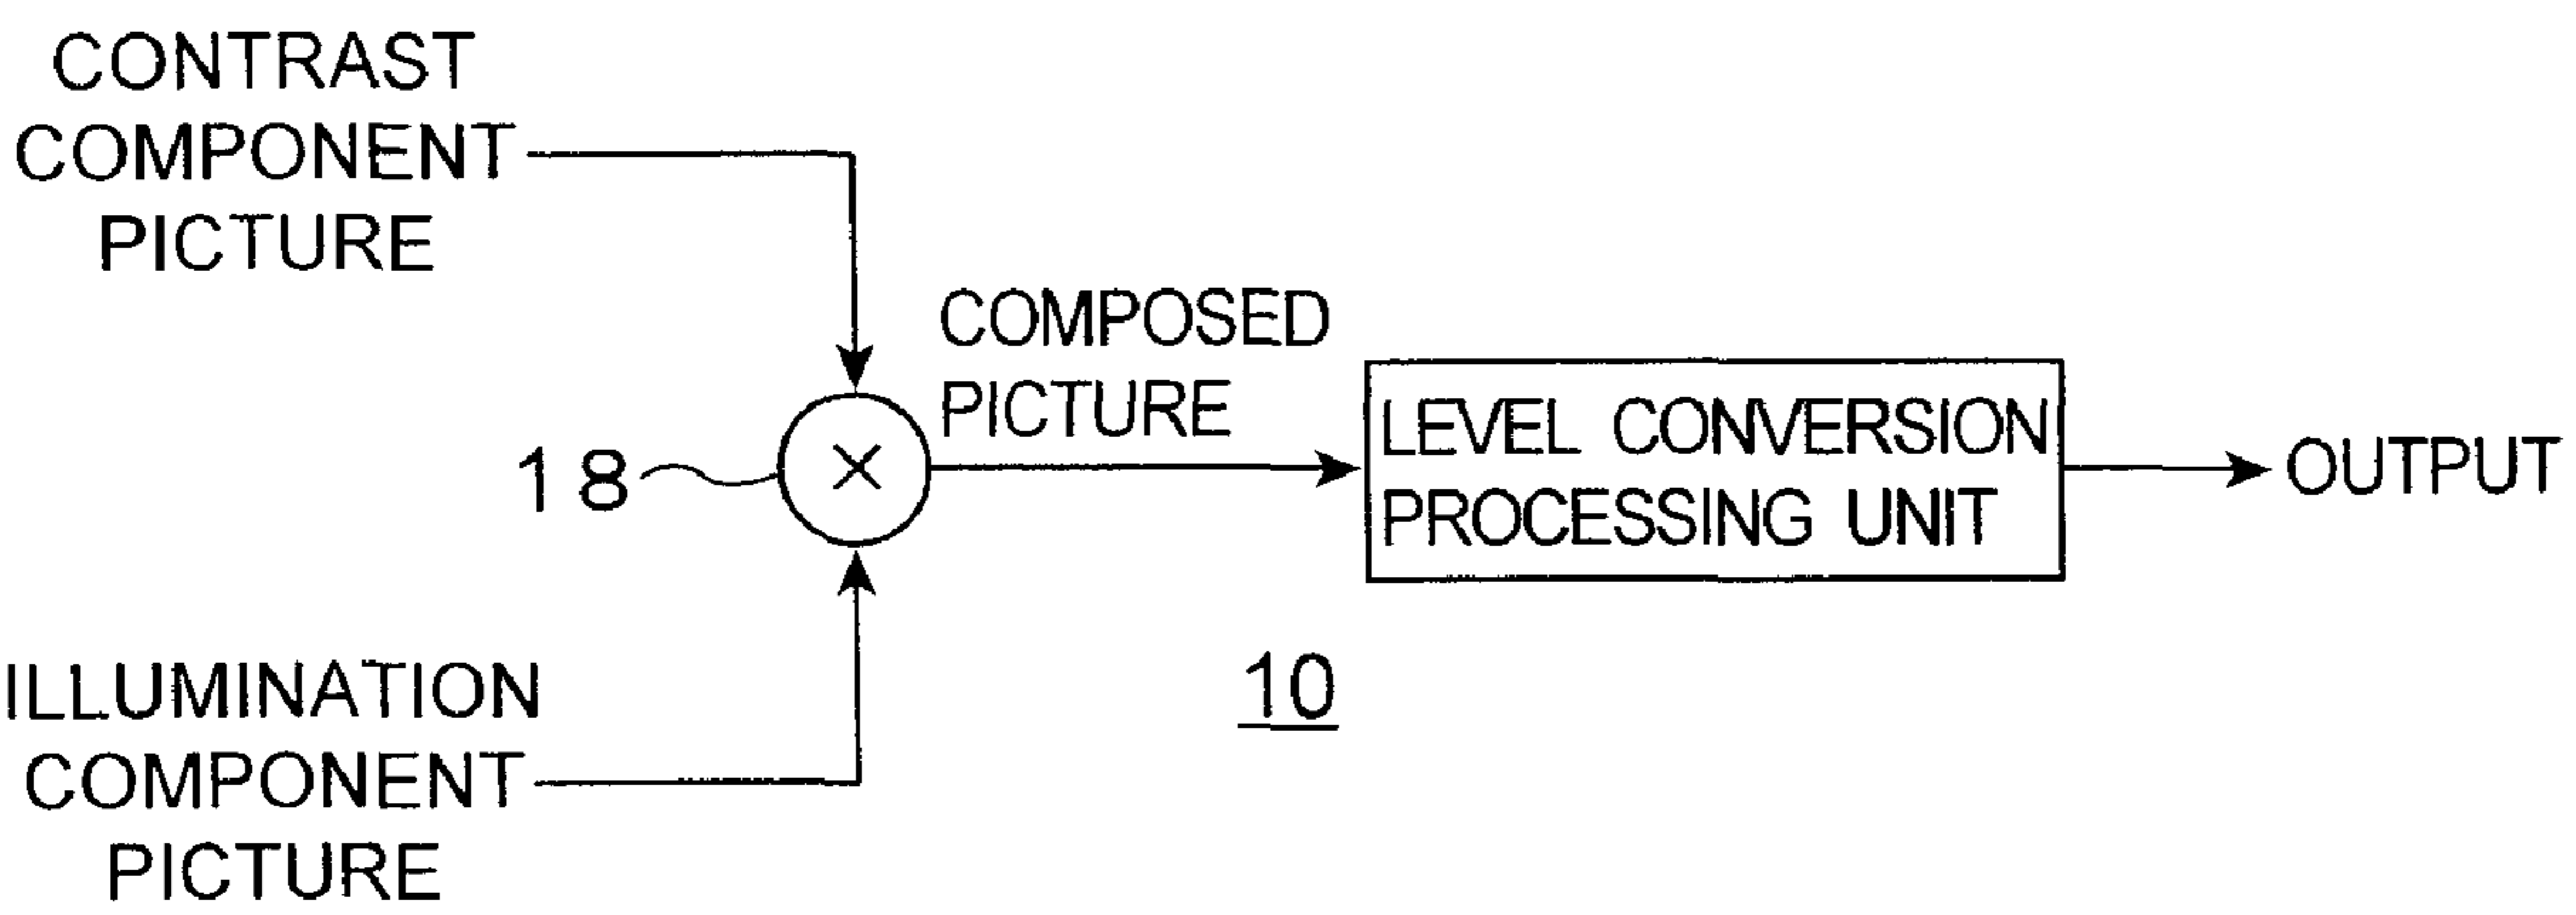 CONTRAST
COMPONENT
PICTURE
COMPOSED
PICTURE
18
×
LEVEL CONVERSION
PROCESSING UNIT
OUTPUT
10
ILLUMINATION
COMPONENT
PICTURE